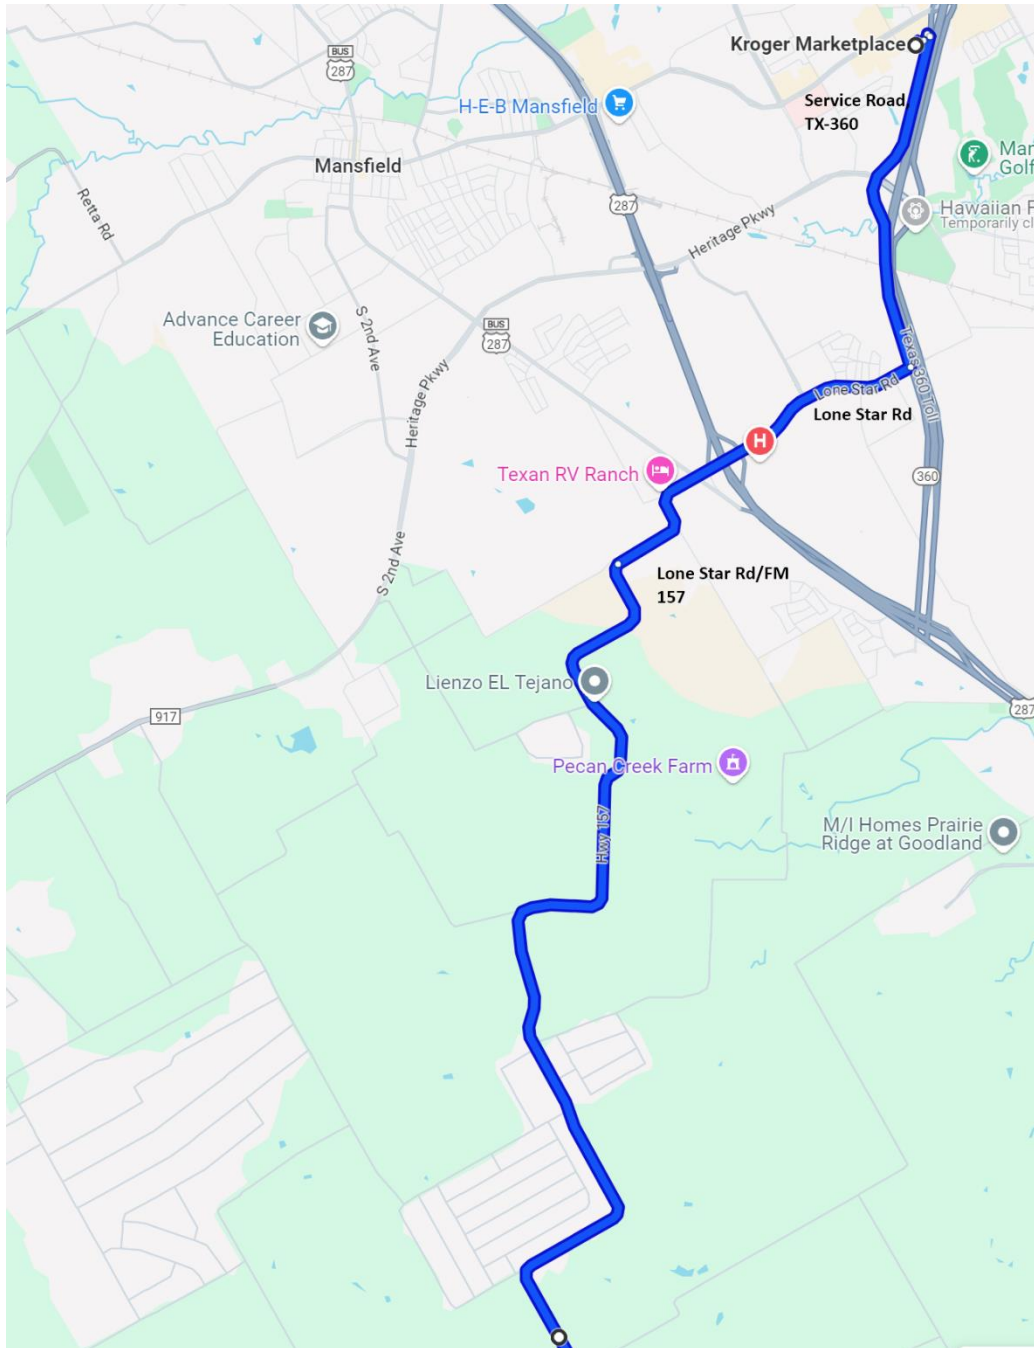 Kroger Marketplace
BUS
287
H-E-B Mansfield
Service Road,
TX-360
Mansfield
Mar
Golf
Retta Rd
287
Hawaiian F
Temporarily cl
Heritage Pkwy
Advance Career
Education
S 2nd Ave
BUS
287
Texas 360 Toll
Lone Star Rd
Lone Star Rd
Heritage Pkwy
H
Texan RV Ranch
360
S 2nd Ave
Lone Star Rd/FM
157
Lienzo EL Tejano
287
917
Pecan Creek Farm
Hwy 157
M/I Homes Prairie
Ridge at Goodland